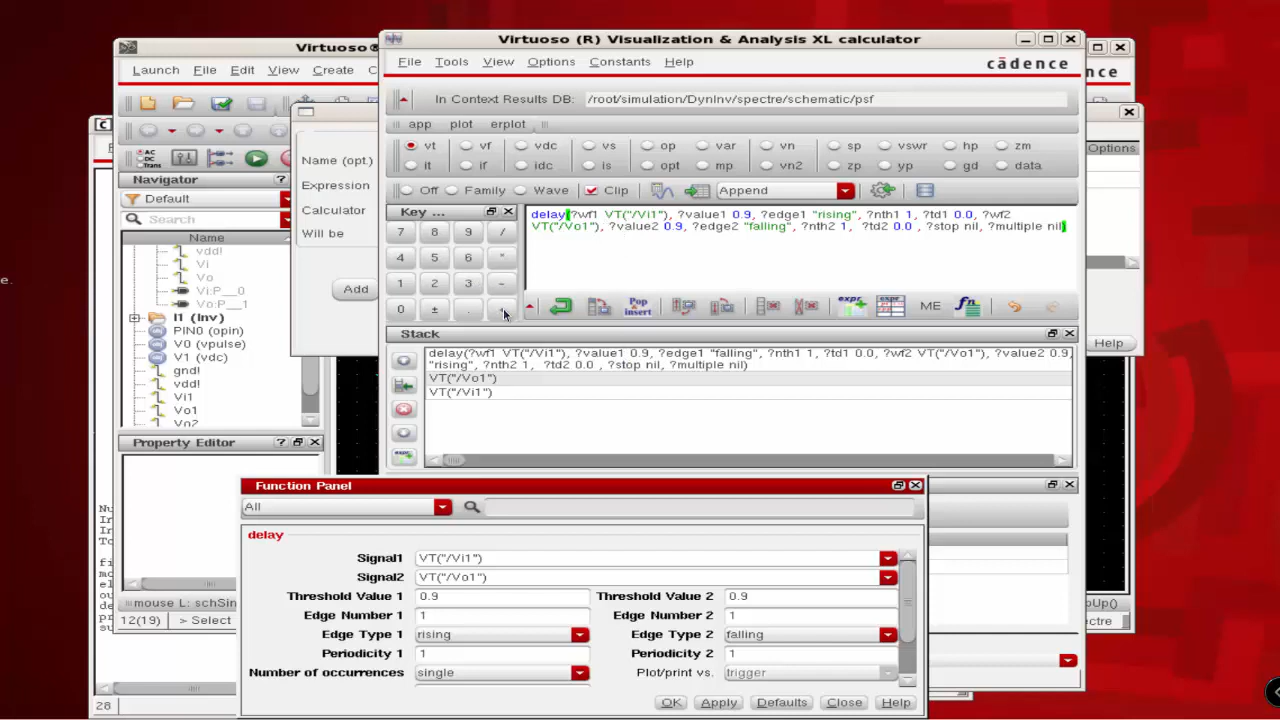 Virtuoso (R) Visualization & Analysis XL calculator
File Tools View Options Constants Help
cādence
In Context Results DB: /root/simulation/DynInv/spectre/schematic/psf
app plot erplot
vt vf vdc vs op var vn sp vswr hp zm
it if idc is opt mp vn2 zp yp gd data
Off Family Wave Clip Append
Key ...
7 8 9 /
4 5 6 *
1 2 3 -
0 ± . +
delay(?wf1 VT("/Vi1"), ?value1 0.9, ?edge1 "rising", ?nth1 1, ?td1 0.0, ?wf2
VT("/Vo1"), ?value2 0.9, ?edge2 "falling", ?nth2 1, ?td2 0.0 , ?stop nil, ?multiple nil)
Pop
insert
expr
ME
fn
Stack
delay(?wf1 VT("/Vi1"), ?value1 0.9, ?edge1 "falling", ?nth1 1, ?td1 0.0, ?wf2 VT("/Vo1"), ?value2 0.9,
"rising", ?nth2 1, ?td2 0.0 , ?stop nil, ?multiple nil)
VT("/Vo1")
VT("/Vi1")
expr
Virtuoso®
Launch File Edit View Create C
AC
DC
Trans
Navigator
Default
Search
Name
vdd!
Vi
Vo
Vi:P__0
Vo:P__1
I1 (Inv)
PIN0 (opin)
V0 (vpulse)
V1 (vdc)
gnd!
vdd!
Vi1
Vo1
Vo2
Property Editor
mouse L: schSin
12(19) > Select
28
Name (opt.)
Expression
Calculator
Will be
Add
nce
Options
Help
pUp()
ectre
e.
Function Panel
All
delay
Signal1 VT("/Vi1")
Signal2 VT("/Vo1")
Threshold Value 1 0.9 Threshold Value 2 0.9
Edge Number 1 1 Edge Number 2 1
Edge Type 1 rising Edge Type 2 falling
Periodicity 1 1 Periodicity 2 1
Number of occurrences single Plot/print vs. trigger
OK Apply Defaults Close Help